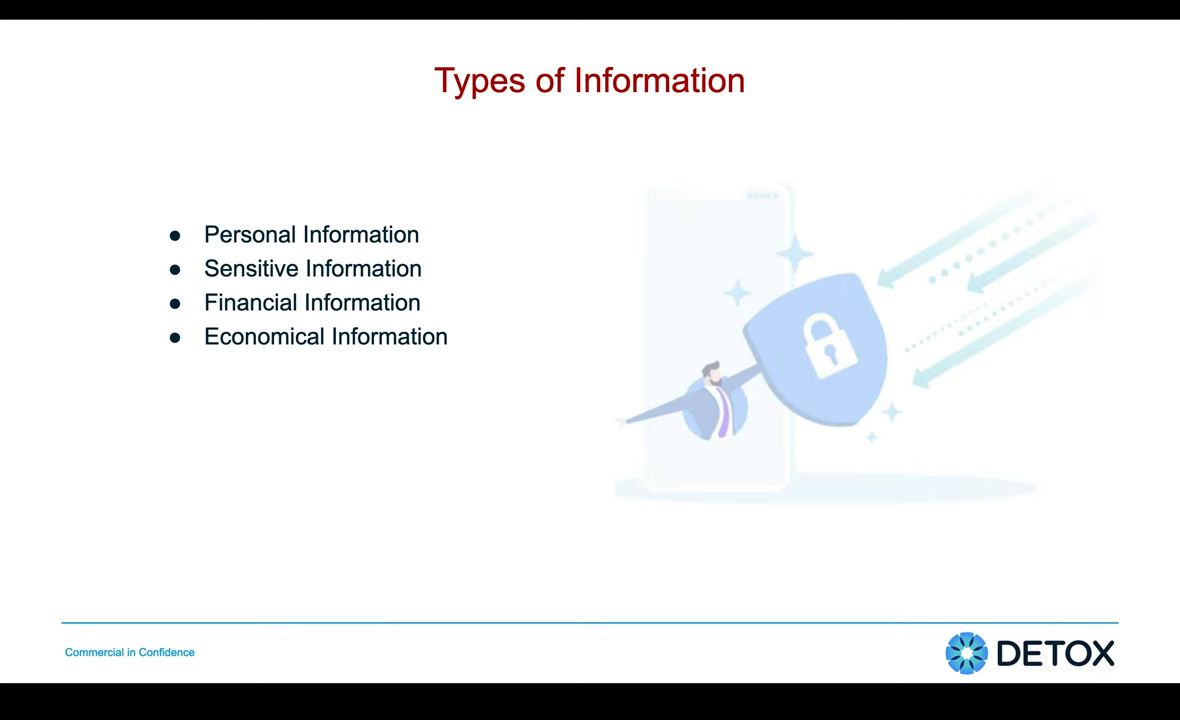 Types of Information
● Personal Information
● Sensitive Information
● Financial Information
● Economical Information
Commercial in Confidence
DETOX